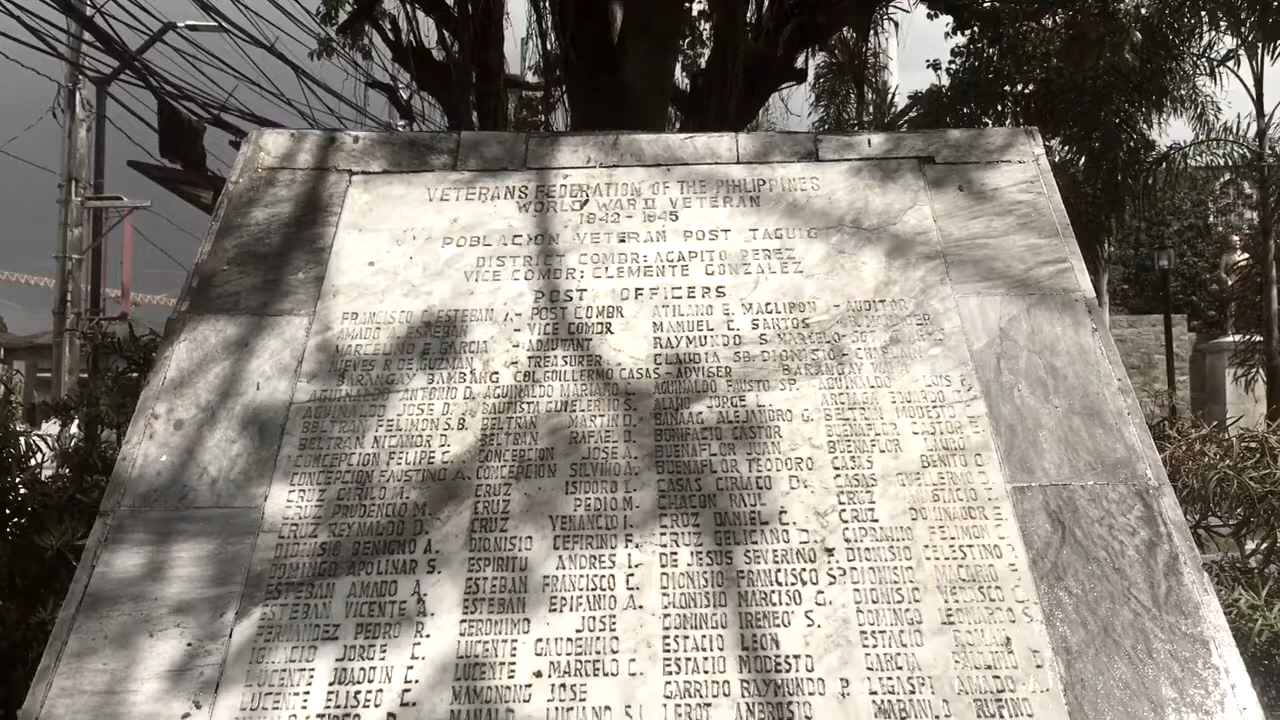 VETERANS FEDERATION OF THE PHILIPPINES
WORLD WAR II VETERAN
1942 - 1945
POBLACION VETERAN POST TAGUIG
DISTRICT COMDR: AGAPITO PEREZ
VICE COMDR; CLEMENTE GONZALEZ
POST OFFICERS
FRANCISCO C. ESTEBAN - POST COMDR ATILANO E. MAGLIPON - AUDITOR
AMADO A. ESTEBAN - VICE COMDR MANUEL C. SANTOS
MARCELINO E. GARCIA - ADJUTANT RAYMUNDO S. MARCELO
NIEVES R DE GUZMAN - TREASURER CLAUDIA SB. DIONISIO
BARANGAY BAMBANG COL. GUILLERMO CASAS - ADVISER BARANGAY
AGUINALDO ANTONIO D. AGUINALDO MARIANO C. AGUINALDO FAUSTO SP. AGUINALDO LUIS
AGUINALDO JOSE D. BAUTISTA GUILLERMO S. ALARO JORGE L. ARCIAGA EDUARDO
BELTRAN FELIMON S.B. BELTRAN MARTIN D. BANAAG ALEJANDRO G. BELTRAN MODESTO C.
BELTRAN NICANOR D. BELTRAN RAFAEL D. BONIFACIO CASTOR BUENAFLOR CASTOR E.
CONCEPCION FELIPE C. CONCEPCION JOSE A. BUENAFLOR JUAN BUENAFLOR LAURO
CONCEPCION FAUSTINO A. CONCEPCION SILVINO A. BUENAFLOR TEODORO CASAS BENITO C.
CRUZ CARILO M. CRUZ ISIDORO L. CASAS CIRIACO D. CASAS GUILLERMO
CRUZ PRUDENCIO M. CRUZ PEDIO M. CHACON RAUL CRUZ
CRUZ REYNALDO D. CRUZ VENANCIO I. CRUZ DANIEL C. CRUZ DOMINADOR E.
DIONISIO BENIGNO A. DIONISIO CEFIRINO F. CRUZ GELICANO D. CIPRIANO FELIMON C.
DOMINGO APOLINAR S. ESPIRITU ANDRES I. DE JESUS SEVERINO F. DIONISIO CELESTINO
ESTEBAN AMADO A. ESTEBAN FRANCISCO C. DIONISIO FRANCISCO SP. DIONISIO MACARIO
ESTEBAN VICENTE A. ESTEBAN EPIFANIO A. DIONISIO MARCISO G. DIONISIO VENASCO C.
FERNANDEZ PEDRO R. GERONIMO JOSE DOMINGO IRENEO S. DOMINGO LEONARDO S.
IGNACIO JORGE C. LUCENTE GAUDENCIO ESTACIO LEON ESTACIO ROMAN
LUCENTE JOAQUIN C. LUCENTE MARCELO C. ESTACIO MODESTO GARCIA PAULINO
LUCENTE ELISEO C. MAMONONG JOSE GARRIDO RAYMUNDO P. LEGASPI AMADO A.
LUCIANO LEROT AMBROSIO MABANLO RUFINO